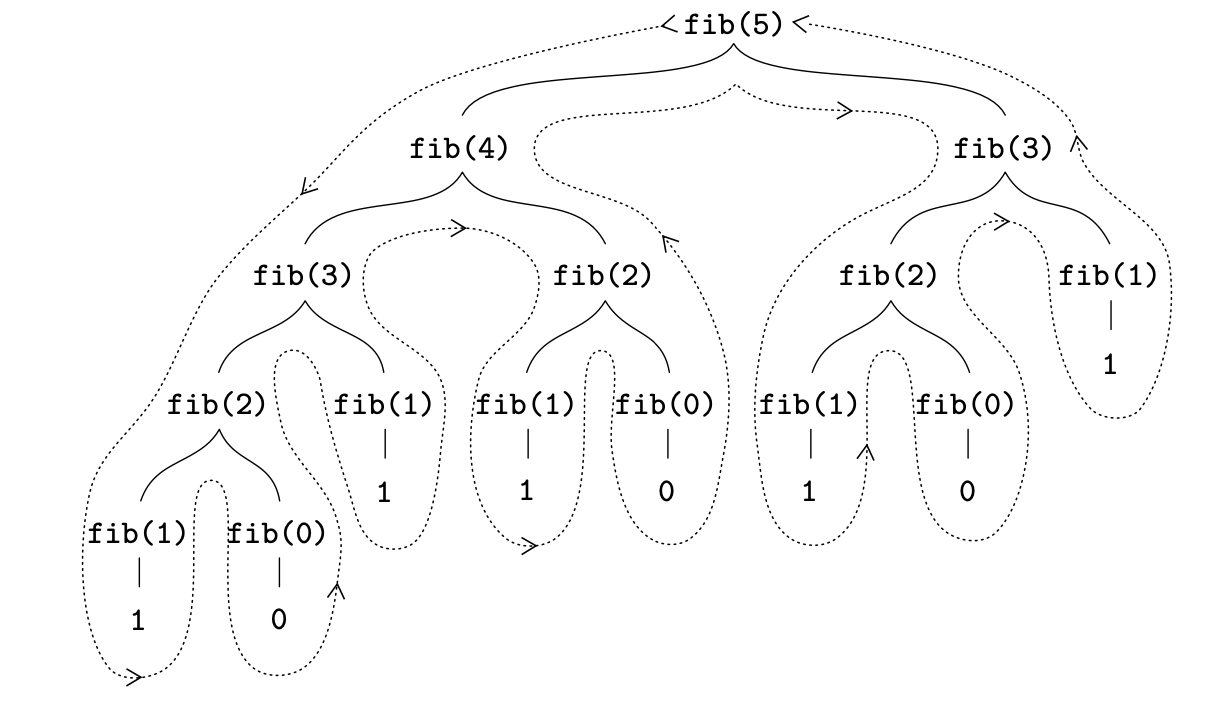 fib(5)
fib(4) fib(3)
fib(3) fib(2) fib(2) fib(1)
1
fib(2) fib(1) fib(1) fib(0) fib(1) fib(0)
1 1 0 1 0
fib(1) fib(0)
1 0